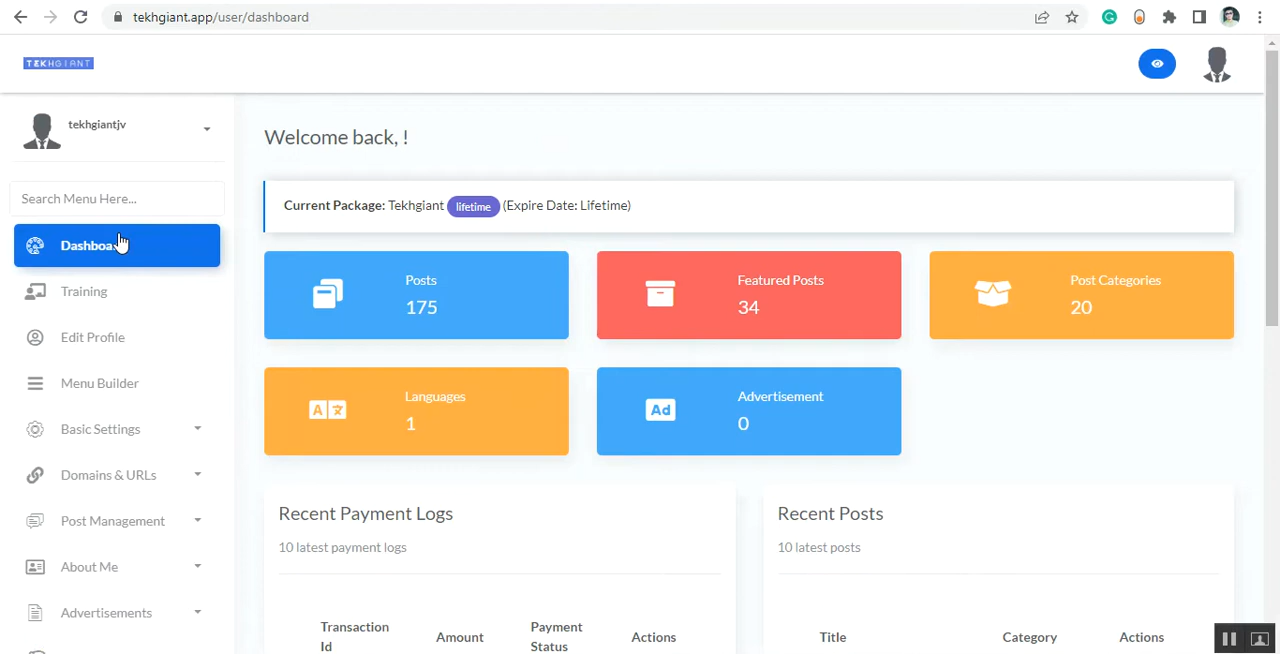 tekhgiant.app/user/dashboard
TEKHGIANT
tekhgiantjv
Search Menu Here...
Dashboa
Training
Edit Profile
Menu Builder
Basic Settings
Domains & URLs
Post Management
About Me
Advertisements
Welcome back, !
Current Package: Tekhgiant lifetime (Expire Date: Lifetime)
Posts
175
Featured Posts
34
Post Categories
20
Languages
1
Ad
Advertisement
0
Recent Payment Logs
10 latest payment logs
Transaction Id
Amount
Payment Status
Actions
Recent Posts
10 latest posts
Title
Category
Actions